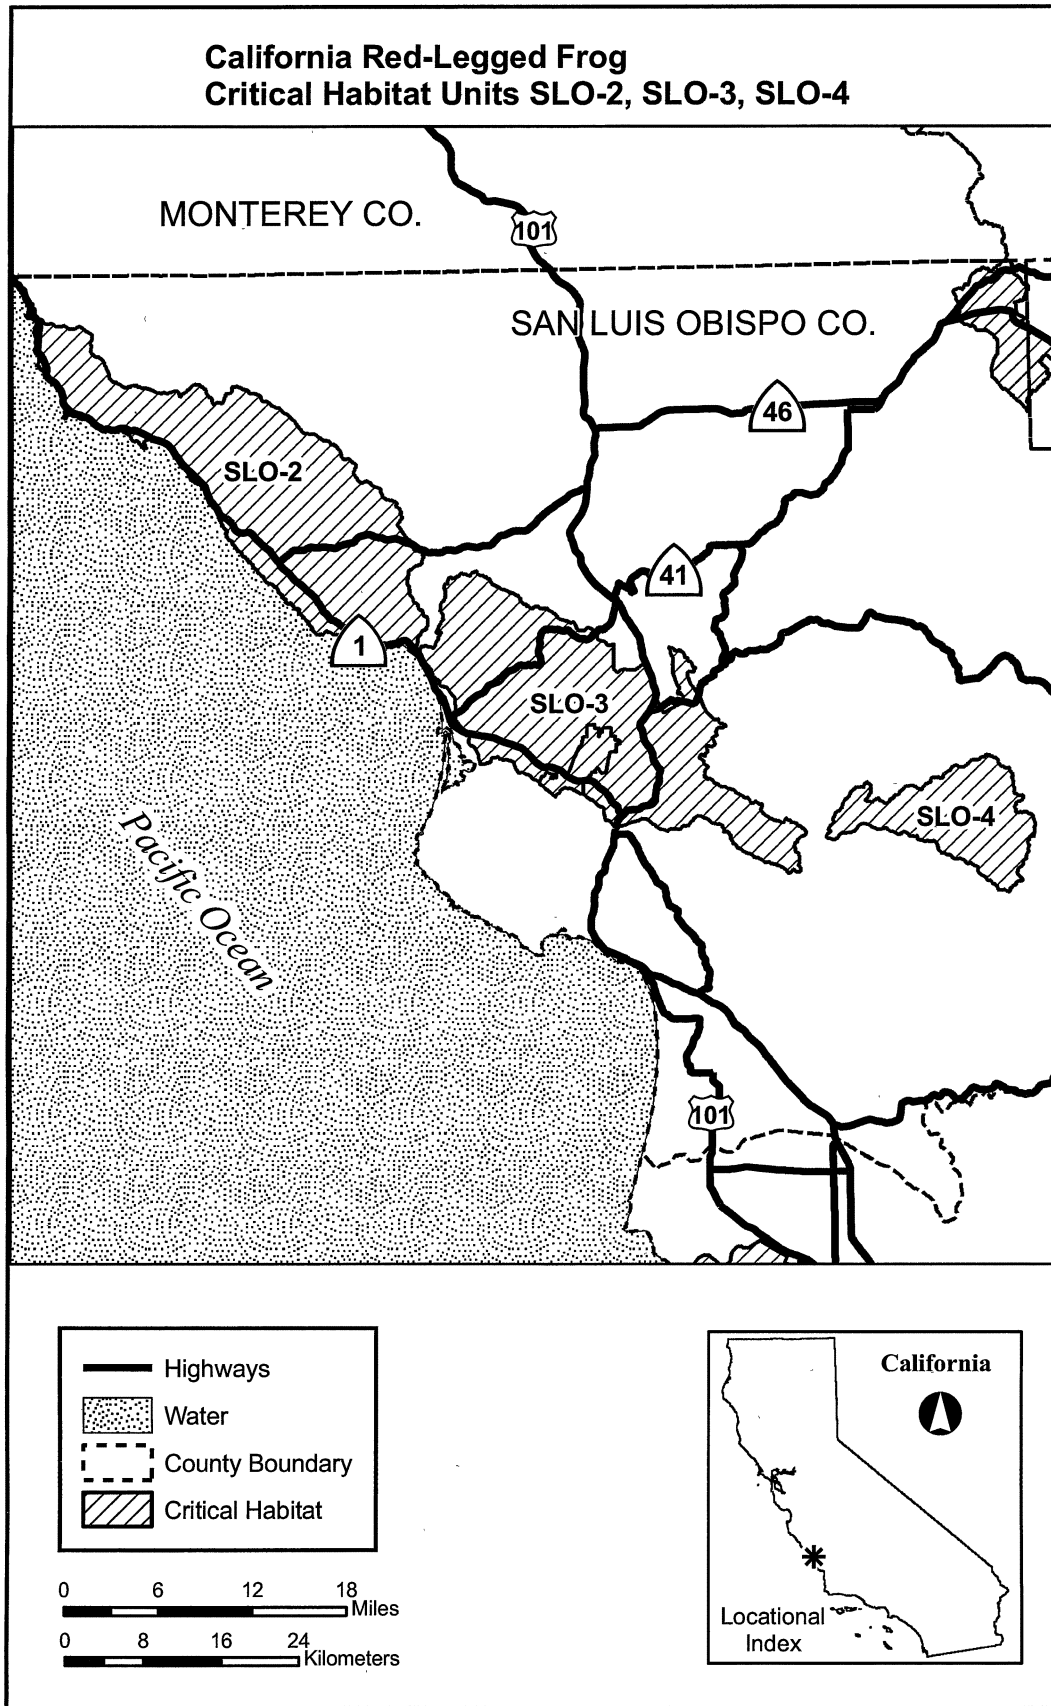 California Red-Legged Frog
Critical Habitat Units SLO-2, SLO-3, SLO-4
MONTEREY CO.
101
SAN LUIS OBISPO CO.
46
SLO-2
41
1
SLO-3
SLO-4
Pacific Ocean
101
Highways
Water
County Boundary
Critical Habitat
0 6 12 18
Miles
0 8 16 24
Kilometers
California
Locational
Index